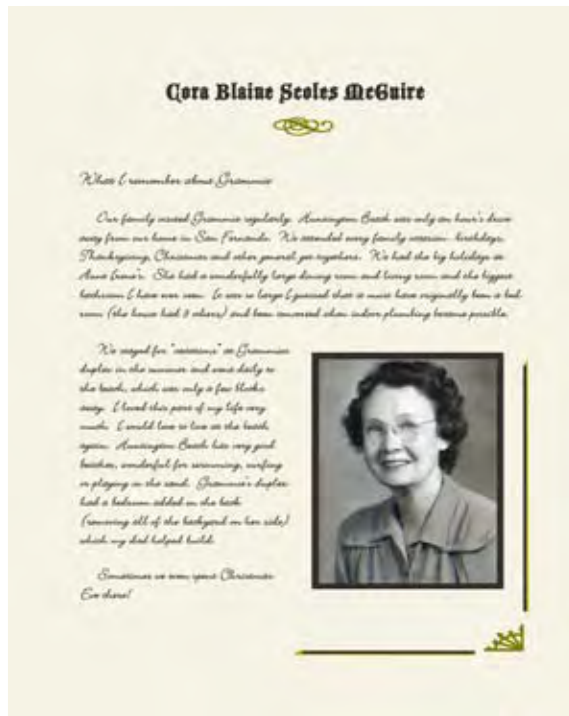 Cora Blaine Scoles McGuire
What I remember about Grammie
Our family visited Grammie regularly. Huntington Beach was only an hour's drive
away from our home in San Fernando. We attended every family occasion - birthdays,
Thanksgiving, Christmas and other general get togethers. We had the big holidays at
Aunt Irene's. She had a wonderfully large dining room and living room and the biggest
bathroom I have ever seen. It was so large I guessed that it must have originally been a bed
room (the house had 3 others) and been converted when indoor plumbing became possible.
We stayed for "vacations" at Grammies
duplex in the summer and went daily to
the beach, which was only a few blocks
away. I loved this part of my life very
much. I would love to live at the beach
again. Huntington Beach has very good
beaches, wonderful for swimming, surfing
or playing in the sand. Grammie's duplex
had a bedroom added in the back
(removing all of the backyard on her side)
which my dad helped build.
Sometimes we even spent Christmas
Eve there!